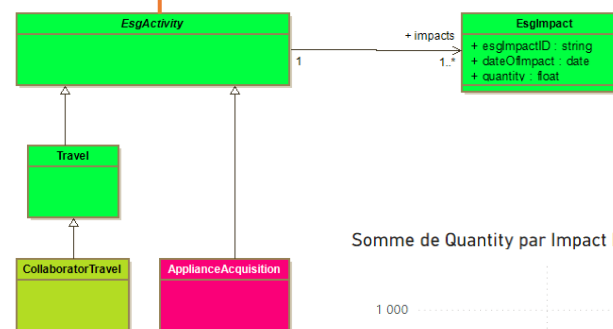 EsgActivity
EsgImpact
+ impacts
1
1..*
+ esgImpactID : string
+ dateOfImpact : date
+ quantity : float
Travel
CollaboratorTravel
ApplianceAcquisition
Somme de Quantity par Impact
1 000